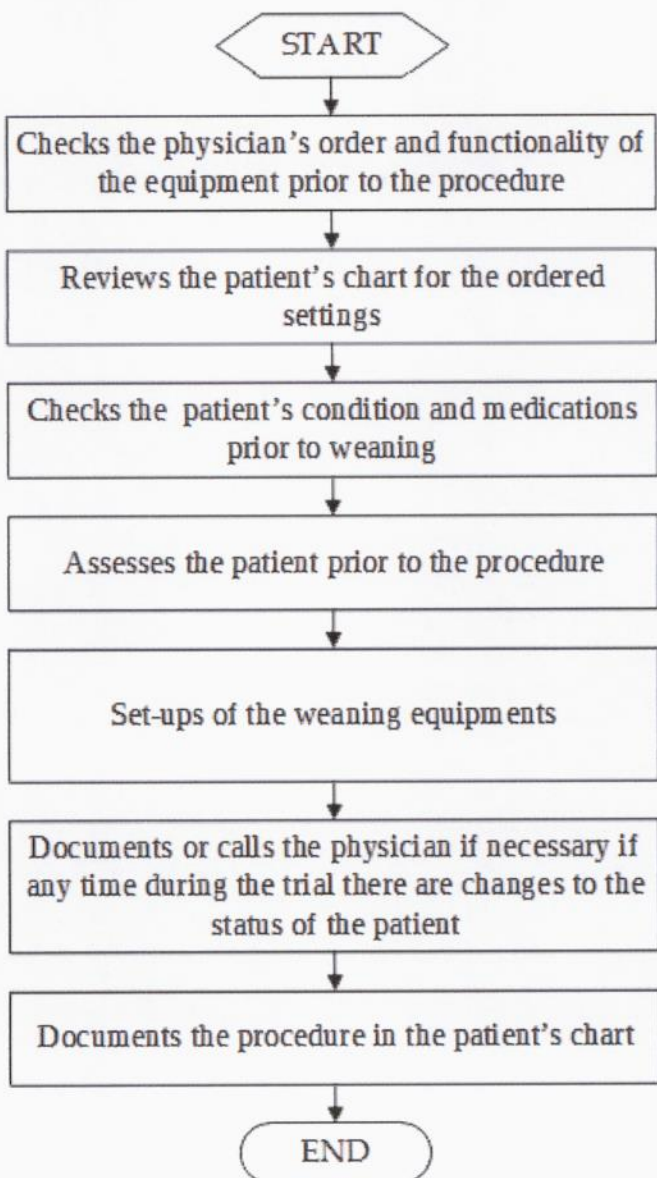 START
Checks the physician's order and functionality of
the equipment prior to the procedure
Reviews the patient's chart for the ordered
settings
Checks the patient's condition and medications
prior to weaning
Assesses the patient prior to the procedure
Set-ups of the weaning equipments
Documents or calls the physician if necessary if
any time during the trial there are changes to the
status of the patient
Documents the procedure in the patient's chart
END